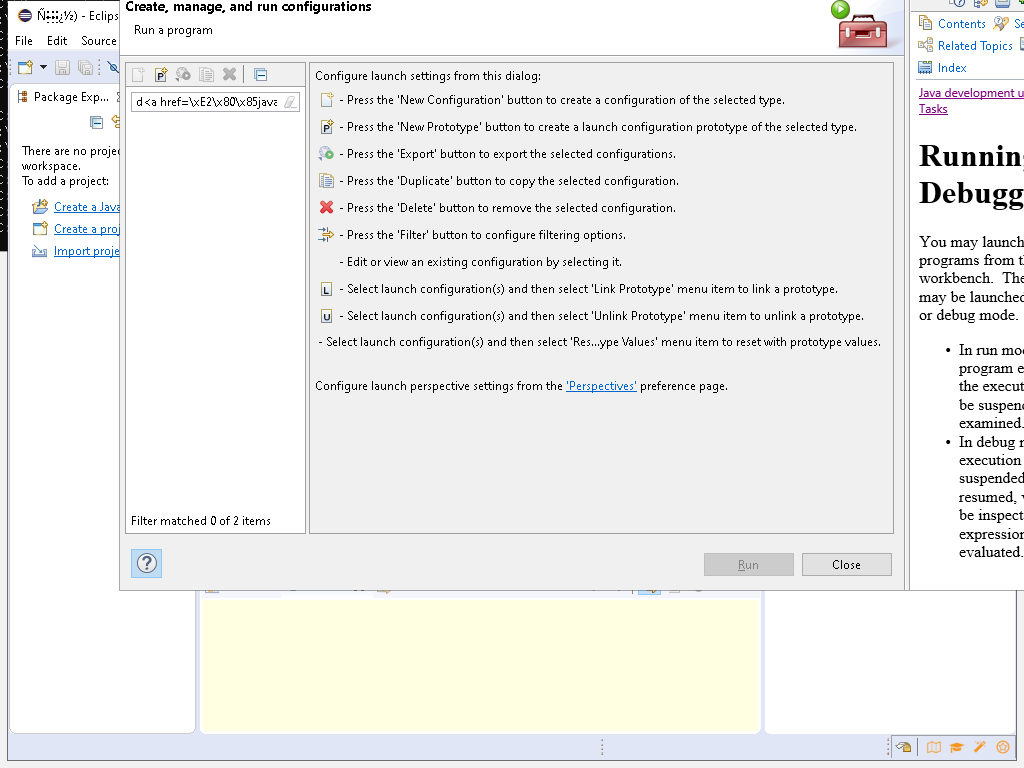 Create, manage, and run configurations
Run a program
- Eclips
File Edit Source
Package Exp...
There are no projec
workspace.
To add a project:
Create a Java
Create a proj
Import proje
d<a href=\xE2\x80\x85java
Filter matched 0 of 2 items
Configure launch settings from this dialog:
- Press the 'New Configuration' button to create a configuration of the selected type.
- Press the 'New Prototype' button to create a launch configuration prototype of the selected type.
- Press the 'Export' button to export the selected configurations.
- Press the 'Duplicate' button to copy the selected configuration.
- Press the 'Delete' button to remove the selected configuration.
- Press the 'Filter' button to configure filtering options.
- Edit or view an existing configuration by selecting it.
L - Select launch configuration(s) and then select 'Link Prototype' menu item to link a prototype.
U - Select launch configuration(s) and then select 'Unlink Prototype' menu item to unlink a prototype.
- Select launch configuration(s) and then select 'Res...ype Values' menu item to reset with prototype values.
Configure launch perspective settings from the 'Perspectives' preference page.
Run
Close
Contents Se
Related Topics
Index
Java development u
Tasks
Running
Debugg
You may launch
programs from th
workbench. The
may be launched
or debug mode.
• In run mod
program e
the execut
be suspend
examined.
• In debug m
execution
suspended
resumed, v
be inspect
expression
evaluated.